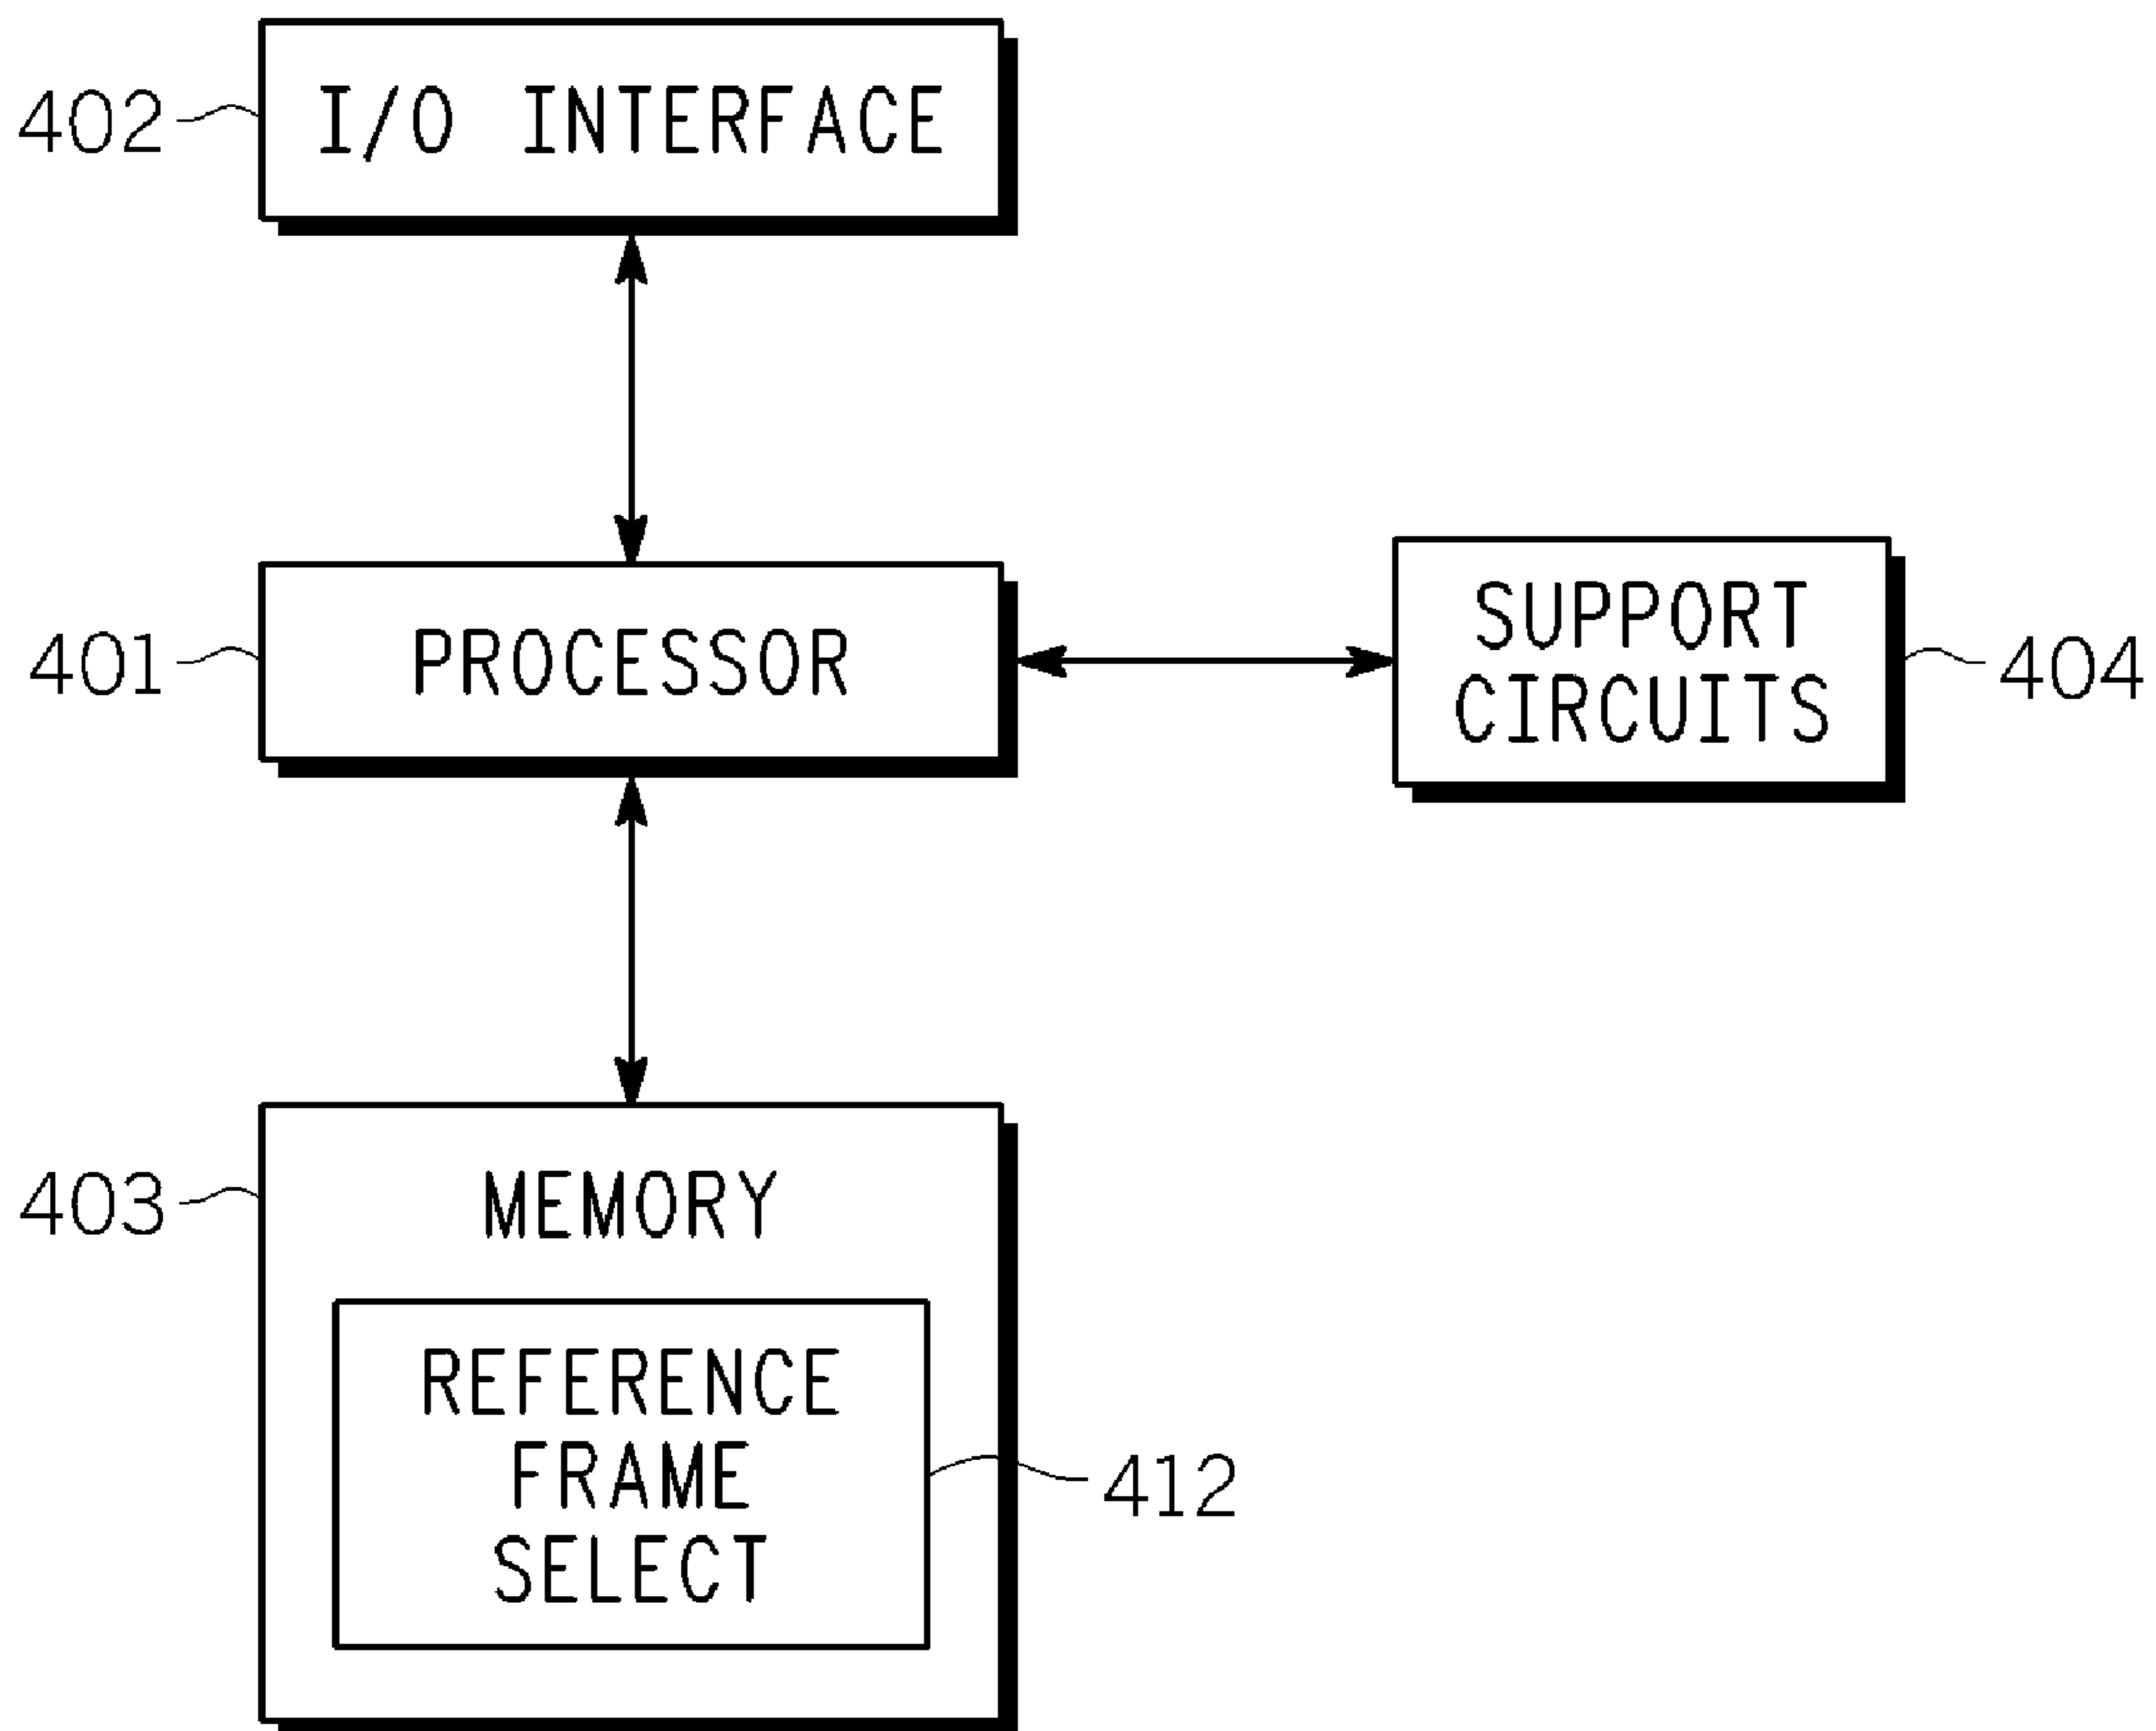 402
I/O INTERFACE
401
PROCESSOR
SUPPORT
CIRCUITS
404
403
MEMORY
REFERENCE
FRAME
SELECT
412